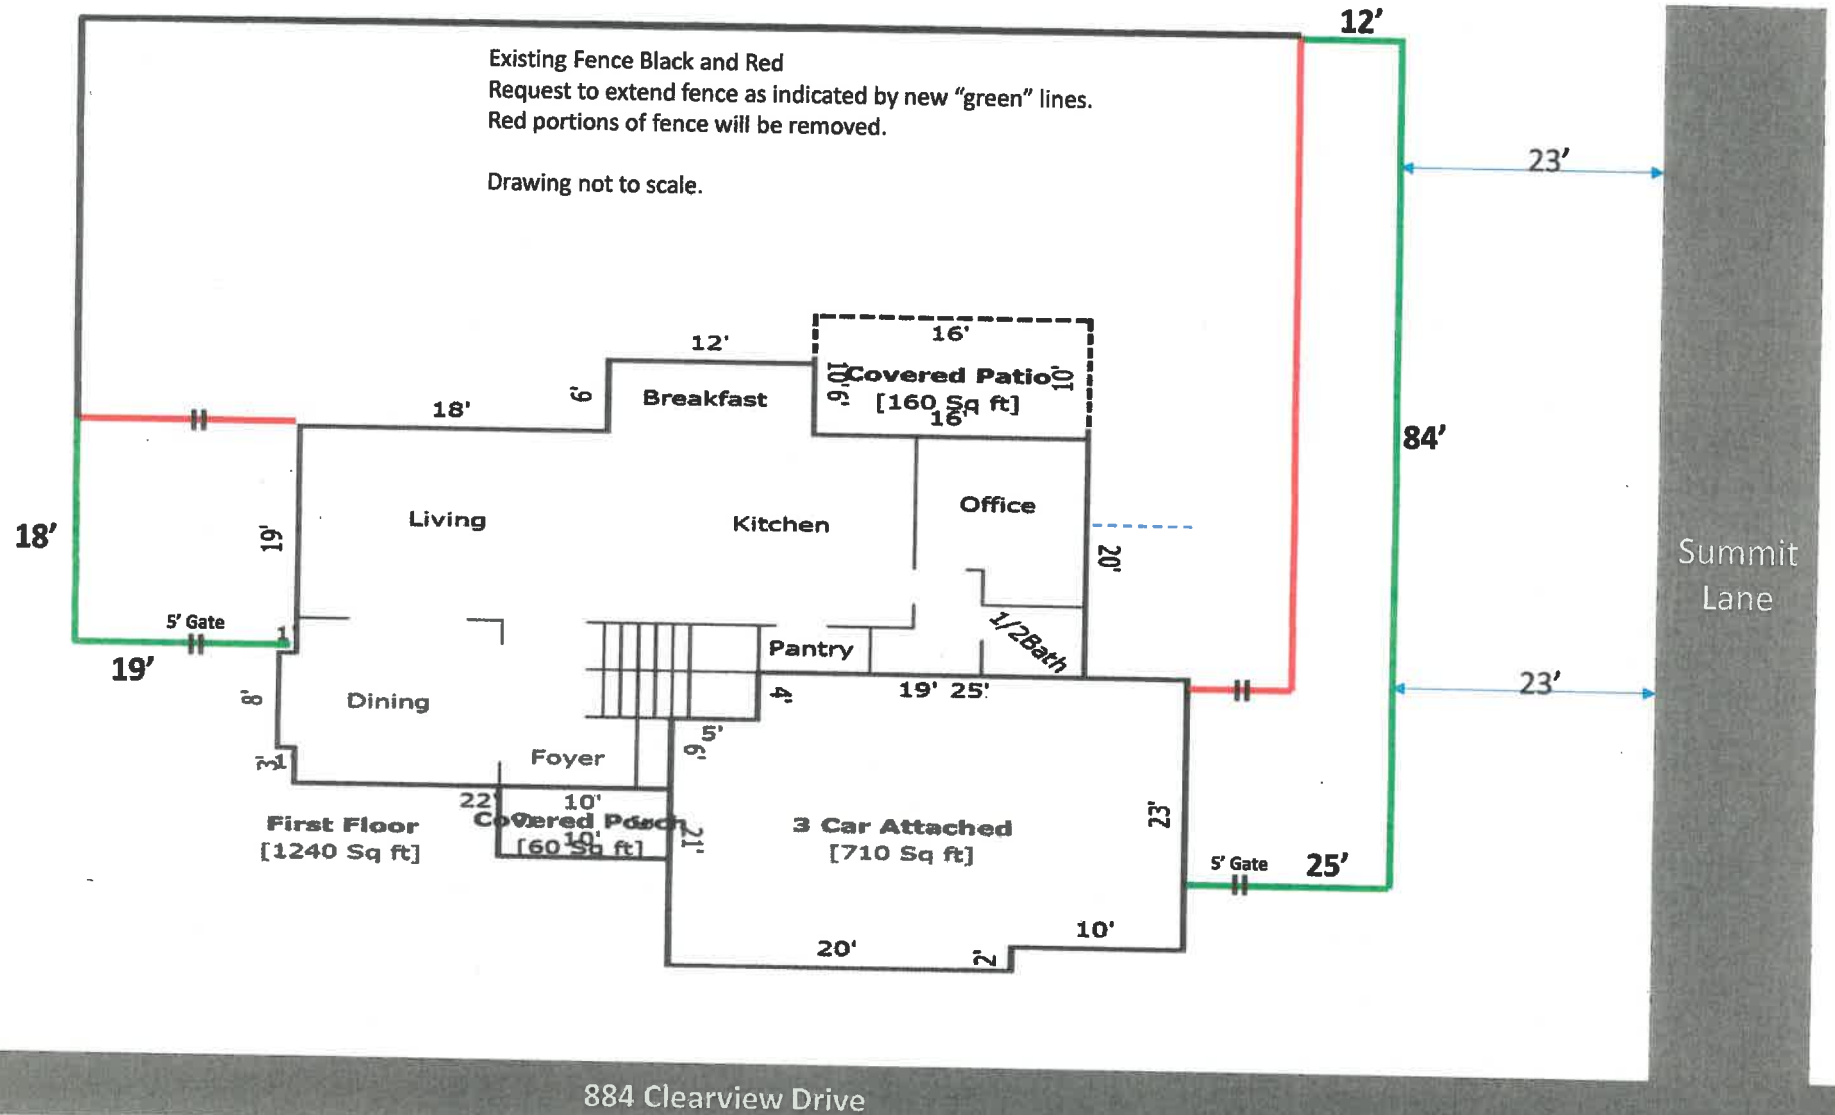 12’
Existing Fence Black and Red
Request to extend fence as indicated by new “green” lines.
Red portions of fence will be removed.
Drawing not to scale.
23’
16'
12'
6'
Breakfast
10'6'
Covered Patio
10'
[160 Sq ft]
16'
18'
84’
Living
Kitchen
Office
18’
19'
20'
Summit
Lane
5’ Gate
1'
1/2Bath
Pantry
19’
8'
Dining
4'
19' 25'
23’
5'
6'
Foyer
3'
1'
22'
10'
Covered Porch
10'
[60 Sq ft]
21'
First Floor
[1240 Sq ft]
3 Car Attached
[710 Sq ft]
23'
5’ Gate
25’
20'
2'
10'
884 Clearview Drive